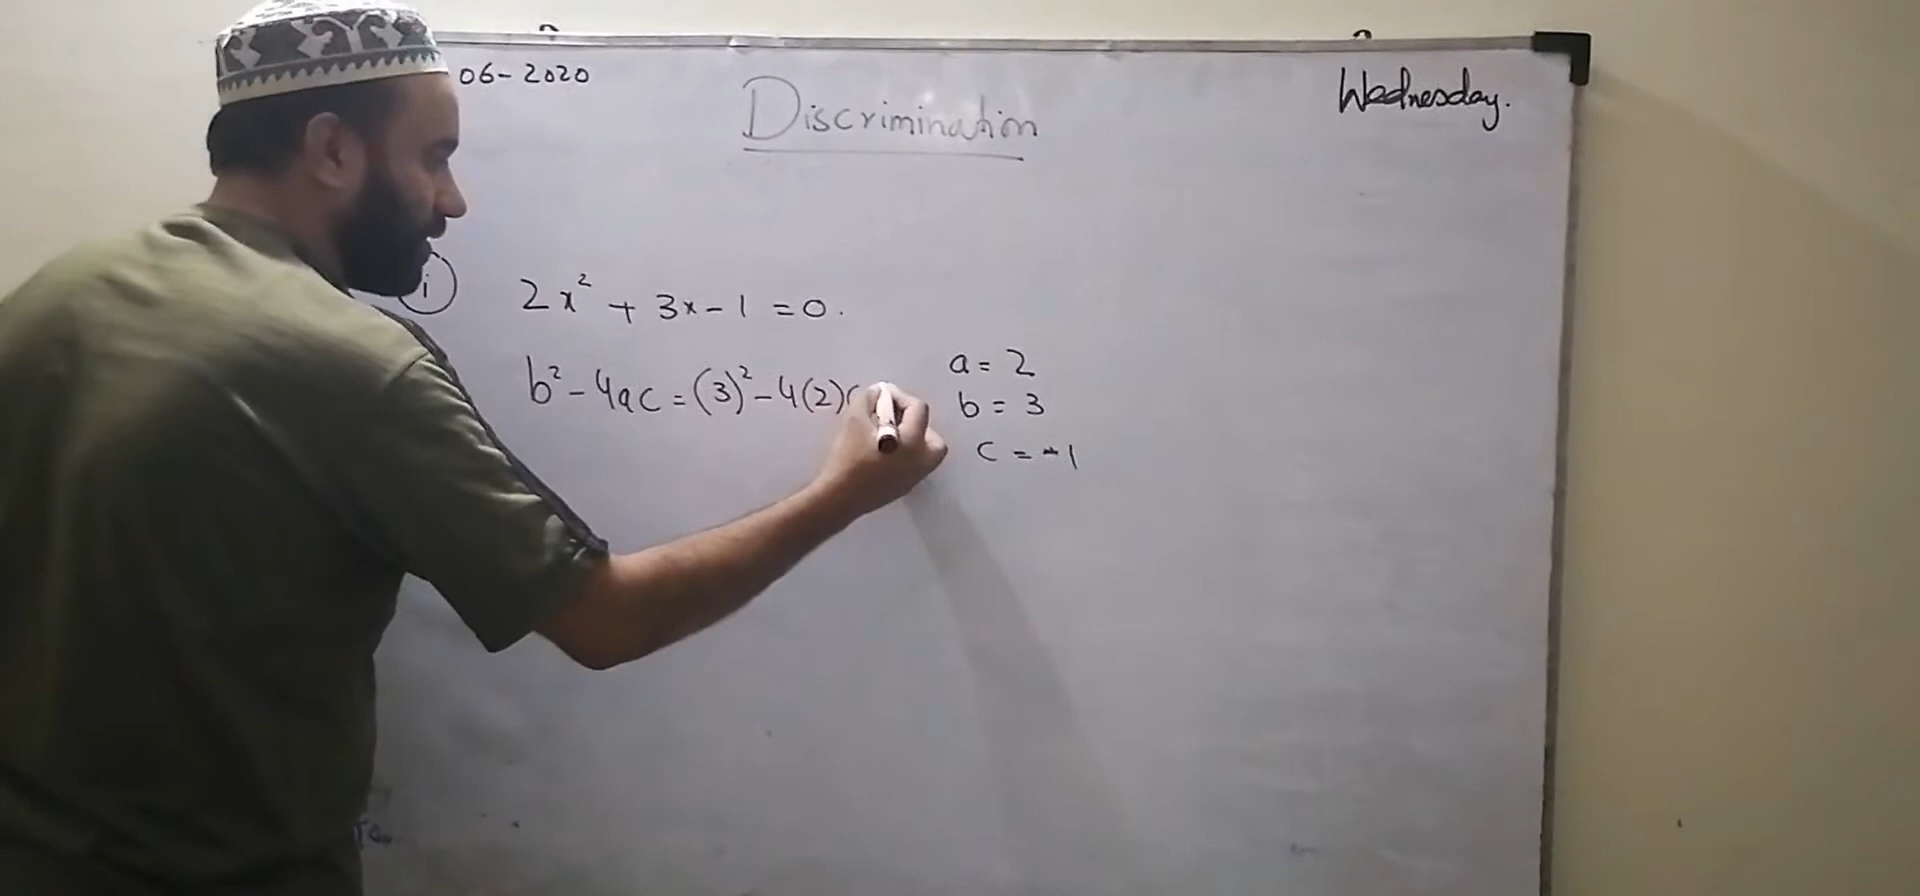 06-2020
Discrimination
Wednesday.
i
2x² + 3x - 1 = 0.
b² - 4ac = (3)² - 4(2)(
a = 2
b = 3
c = -1